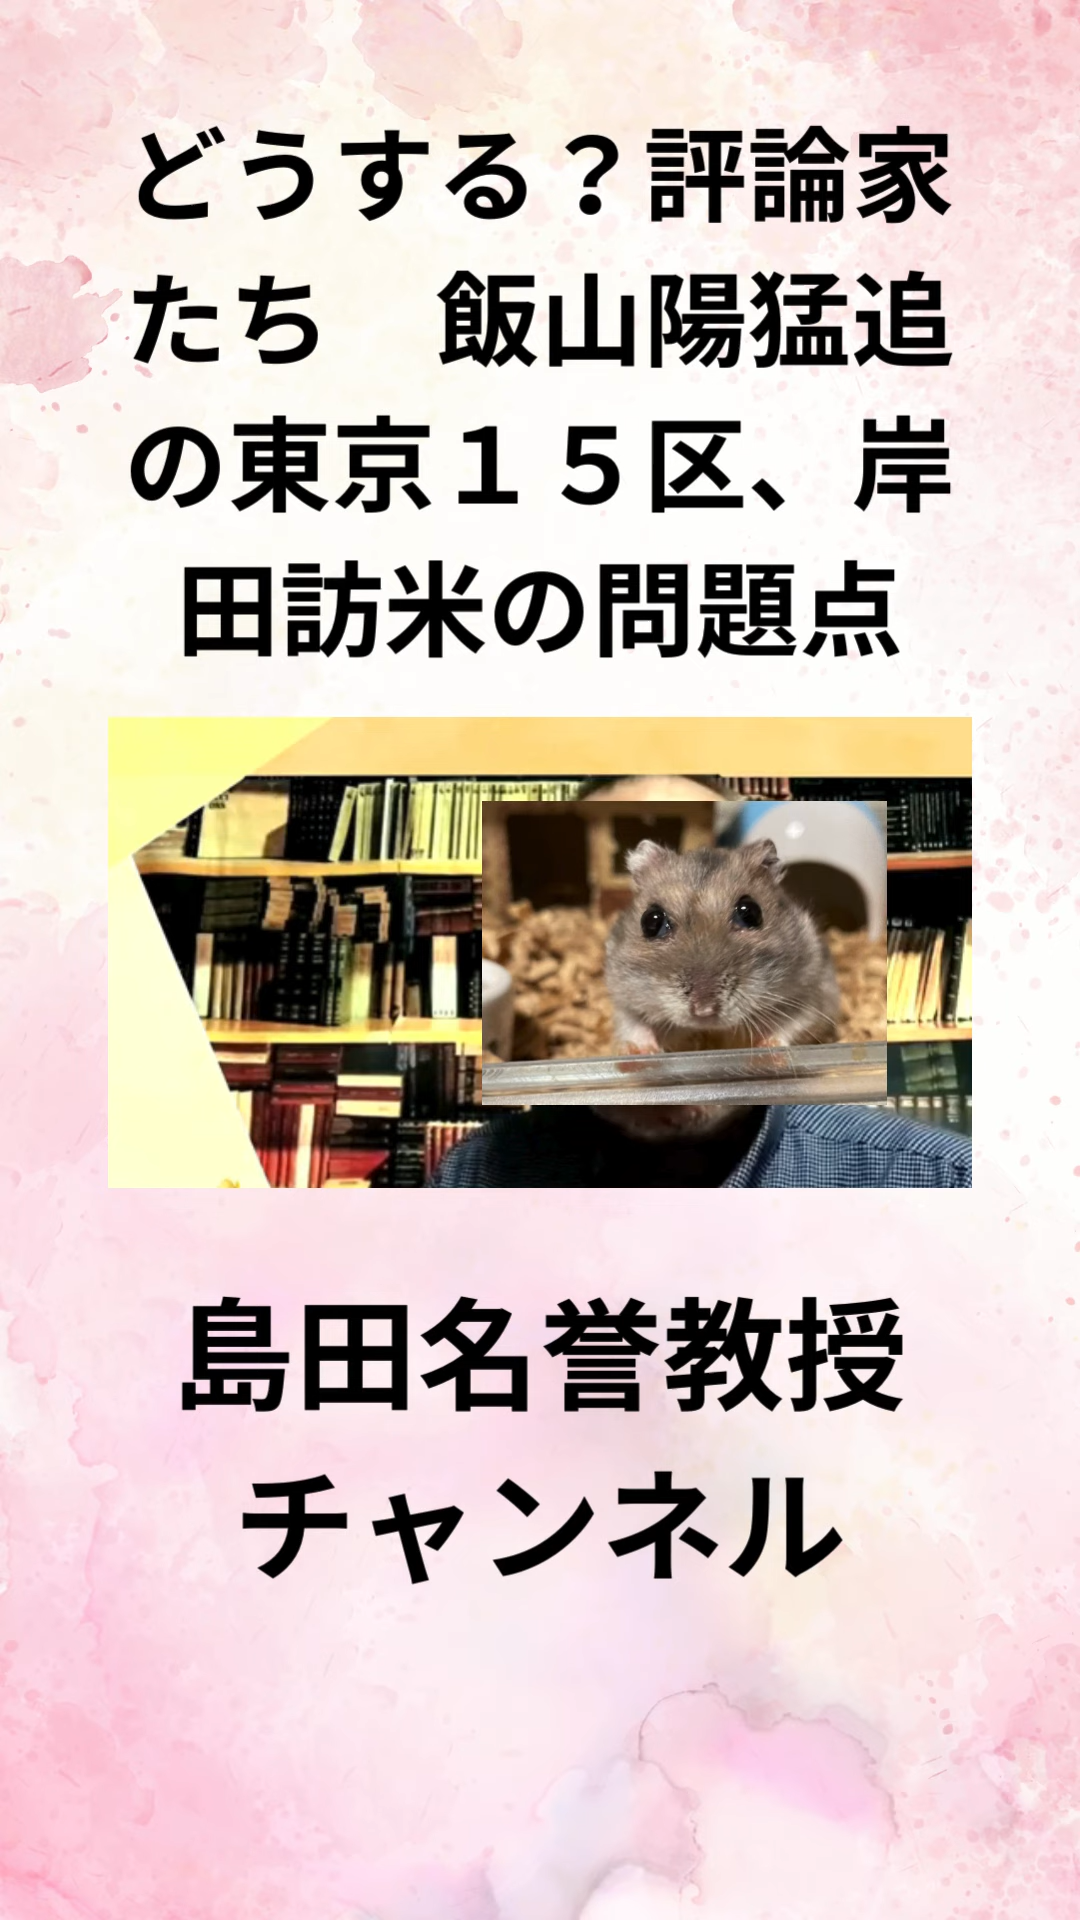 どうする？評論家
たち　飯山陽猛追
の東京１５区、岸
田訪米の問題点
島田名誉教授
チャンネル